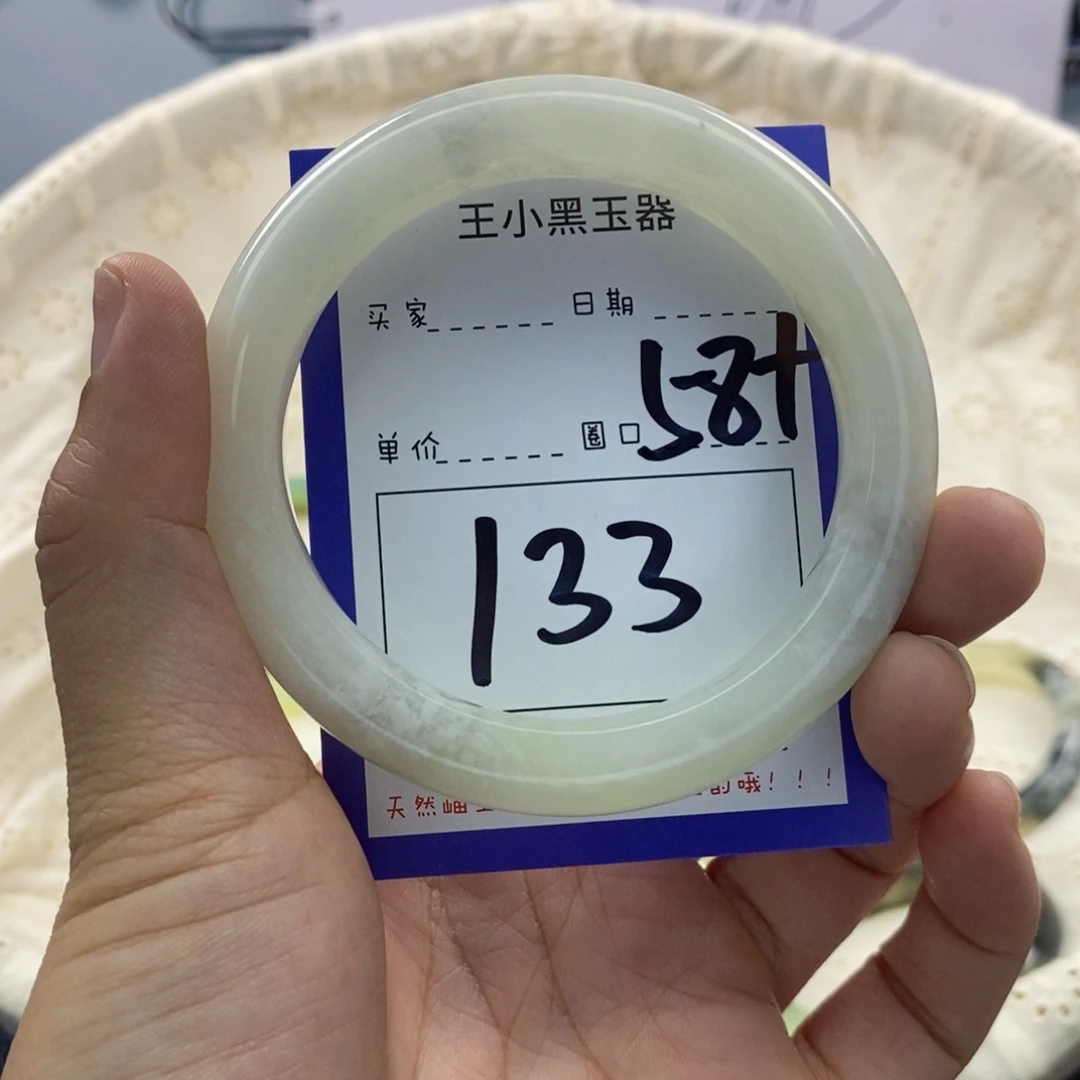 王小黑玉器
买家 日期
单价 圈口 58+
133
天然岫 的哦！！！